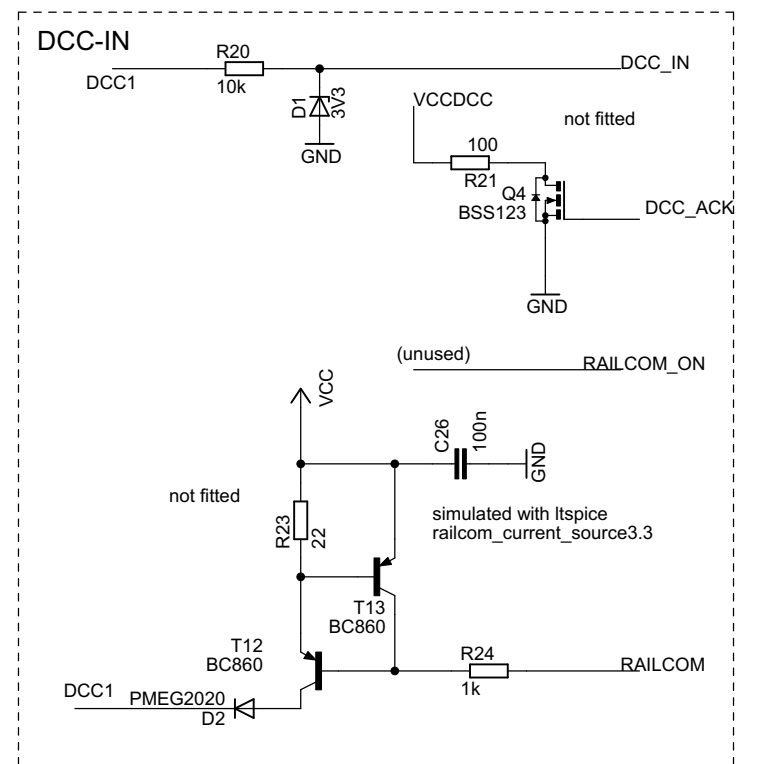 DCC-IN
R20
DCC1
10k
DCC_IN
D1
3V3
GND
VCCDCC
not fitted
100
R21
Q4
BSS123
DCC_ACK
GND
(unused)
RAILCOM_ON
VCC
C26
100n
GND
not fitted
R23
22
simulated with ltspice
railcom_current_source3.3
T13
BC860
T12
BC860
R24
1k
RAILCOM
DCC1
PMEG2020
D2